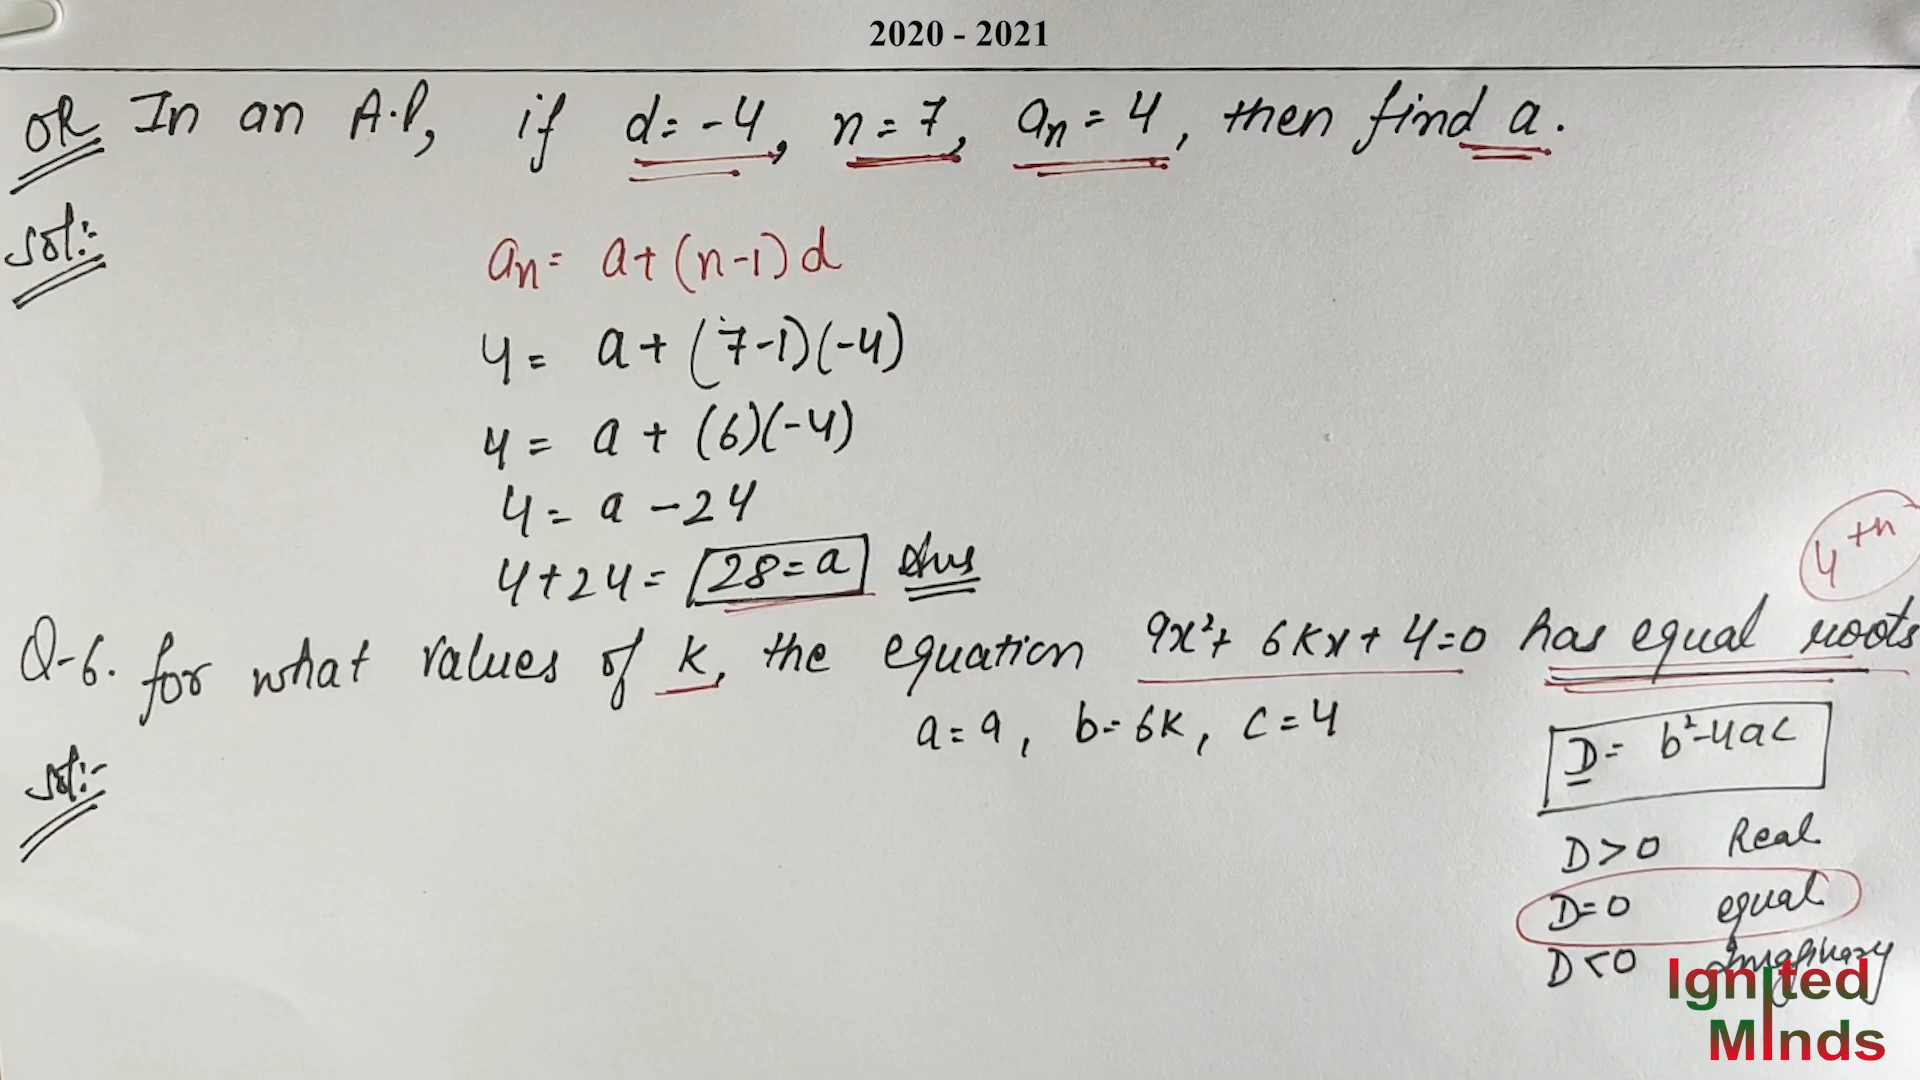 2020 - 2021
OR In an A.P, if d=-4, n=7, an=4, then find a.
Sol:-
an= a+(n-1)d
4= a+(7-1)(-4)
4= a+(6)(-4)
4= a-24
4+24= 28=a Ans
4+n
Q-6. for what values of k, the equation 9x²+ 6kx+4=0 has equal roots
a=9, b=6k, c=4
Sol:-
D= b²-4ac
D>0 Real
D=0 equal
D<0 Imaginary
Ignited
Minds